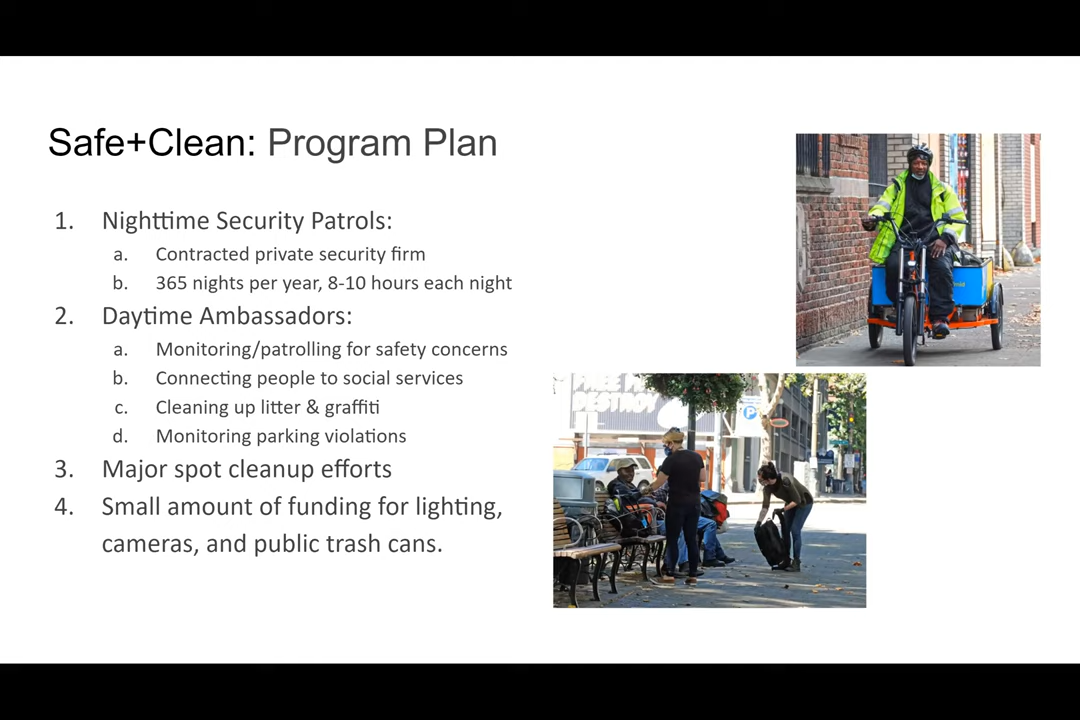 Safe+Clean: Program Plan
1. Nighttime Security Patrols:
a. Contracted private security firm
b. 365 nights per year, 8-10 hours each night
2. Daytime Ambassadors:
a. Monitoring/patrolling for safety concerns
b. Connecting people to social services
c. Cleaning up litter & graffiti
d. Monitoring parking violations
3. Major spot cleanup efforts
4. Small amount of funding for lighting,
cameras, and public trash cans.
DESTROY
P